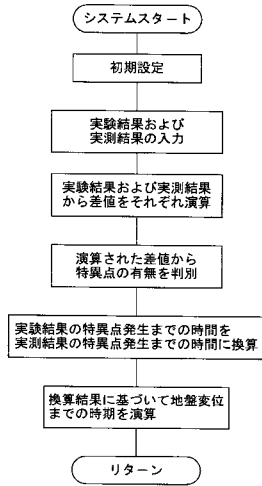 システムスタート
初期設定
実験結果および
実測結果の入力
実験結果および実測結果
から差値をそれぞれ演算
演算された差値から
特異点の有無を判別
実験結果の特異点発生までの時間を
実測結果の特異点発生までの時間に換算
換算結果に基づいて地盤変位
までの時期を演算
リターン